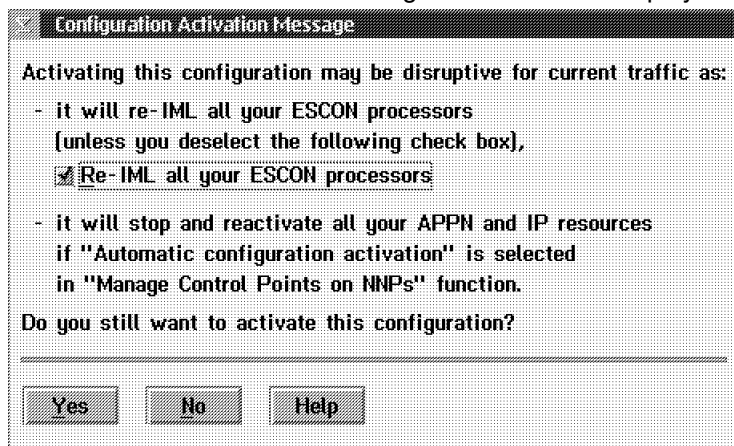 Configuration Activation Message
Activating this configuration may be disruptive for current traffic as:
- it will re-IML all your ESCON processors
(unless you deselect the following check box),
Re-IML all your ESCON processors
- it will stop and reactivate all your APPN and IP resources
if "Automatic configuration activation" is selected
in "Manage Control Points on NNPs" function.
Do you still want to activate this configuration?
Yes No Help